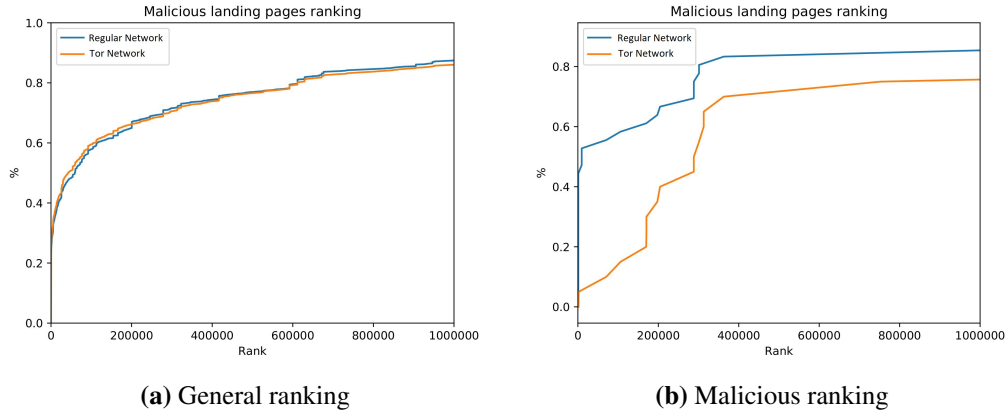 Malicious landing pages ranking
1.0
0.8
0.6
0.4
0.2
0.0
%
Regular Network
Tor Network
0
200000
400000
600000
800000
1000000
Rank
(a) General ranking
Malicious landing pages ranking
0.8
0.6
0.4
0.2
0.0
%
Regular Network
Tor Network
0
200000
400000
600000
800000
1000000
Rank
(b) Malicious ranking